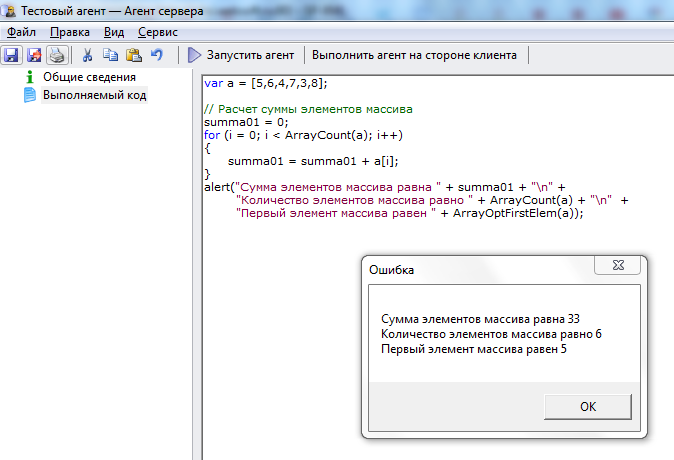 Тестовый агент — Агент сервера
Файл Правка Вид Сервис
Запустить агент Выполнить агент на стороне клиента
Общие сведения
Выполняемый код
var a = [5,6,4,7,3,8];
// Расчет суммы элементов массива
summa01 = 0;
for (i = 0; i < ArrayCount(a); i++)
{
summa01 = summa01 + a[i];
}
alert("Сумма элементов массива равна " + summa01 + "\n" +
"Количество элементов массива равно " + ArrayCount(a) + "\n" +
"Первый элемент массива равен " + ArrayOptFirstElem(a));
Ошибка
Сумма элементов массива равна 33
Количество элементов массива равно 6
Первый элемент массива равен 5
OK